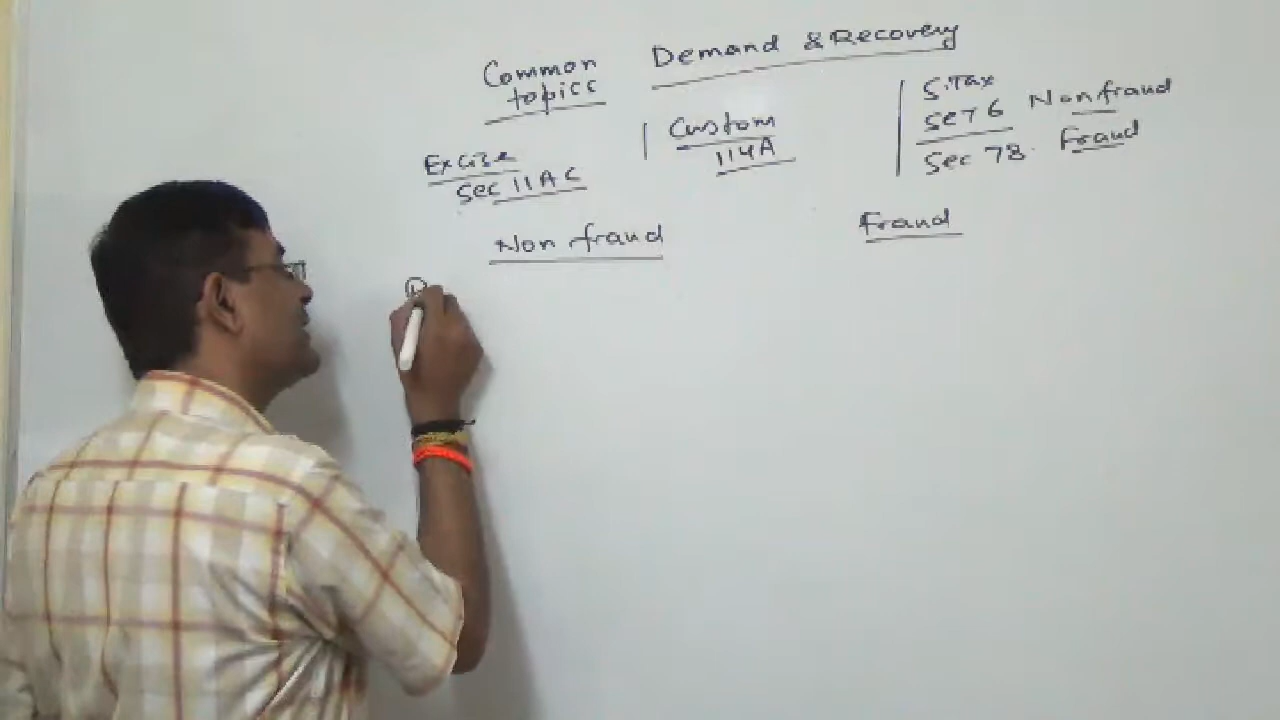 Common
topics
Demand & Recovery
Excise
Sec 11AC
Custom
114A
S.Tax
Sec 76 Non fraud
Sec 78. Fraud
Non fraud
Fraud